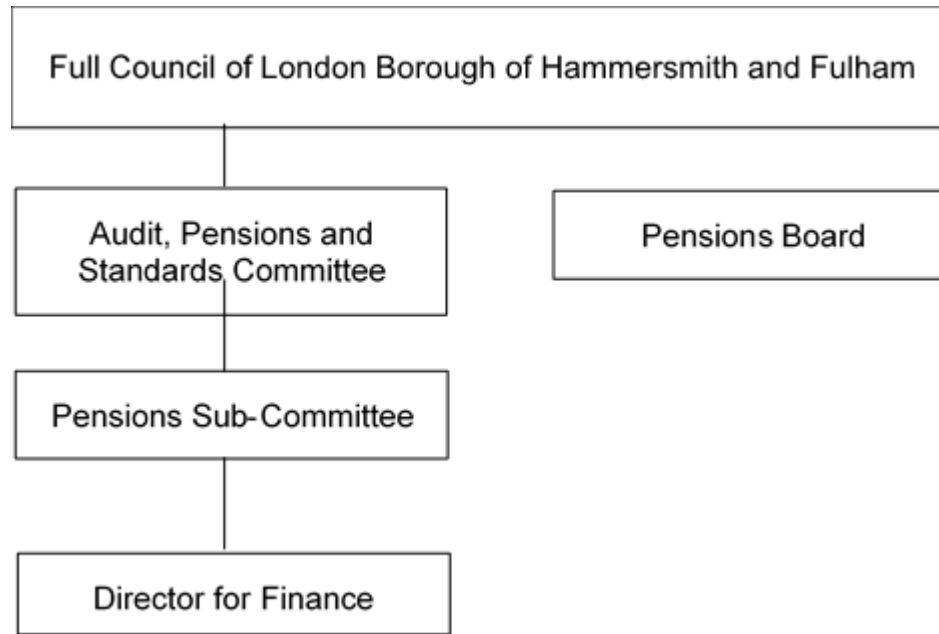 Full Council of London Borough of Hammersmith and Fulham
Audit, Pensions and
Standards Committee
Pensions Board
Pensions Sub-Committee
Director for Finance